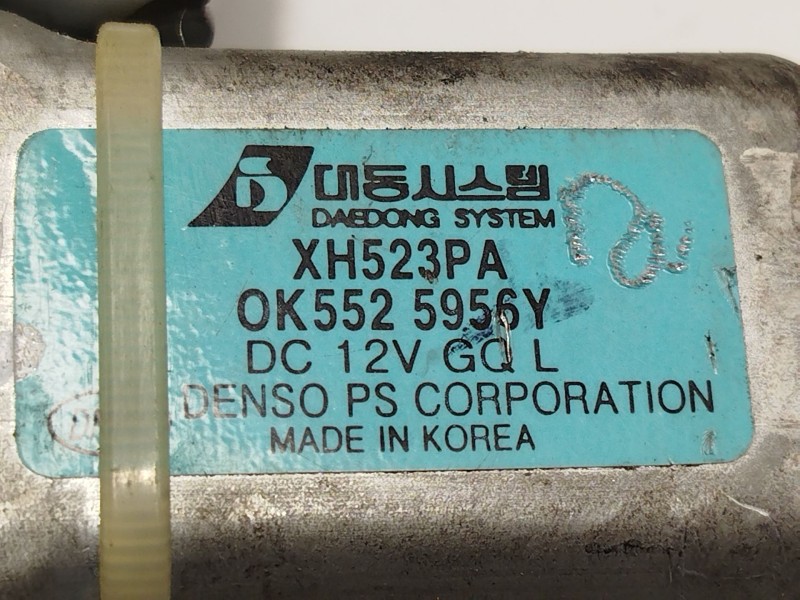 대동시스템
DAEDONG SYSTEM
XH523PA
OK552 5956Y
DC 12V GQ L
DENSO PS CORPORATION
MADE IN KOREA